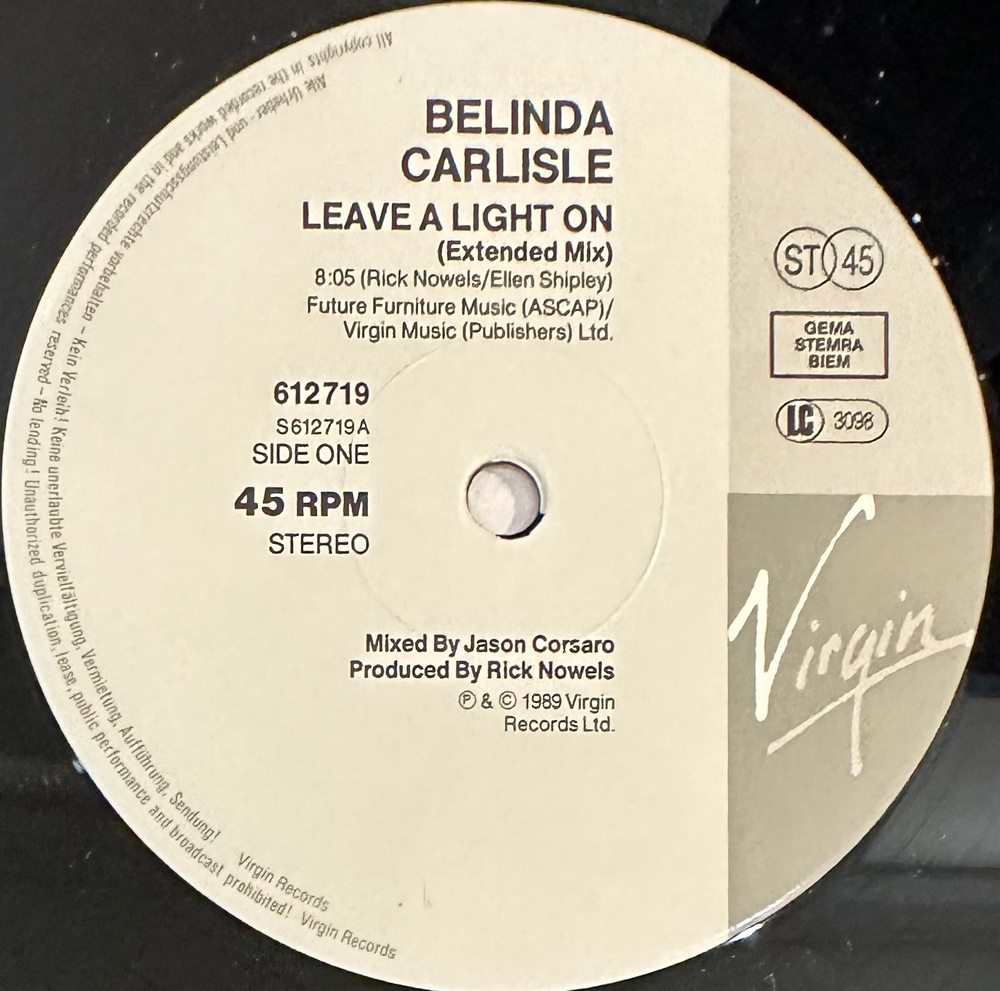 BELINDA
CARLISLE
LEAVE A LIGHT ON
(Extended Mix)
8:05 (Rick Nowels/Ellen Shipley)
Future Furniture Music (ASCAP)/
Virgin Music (Publishers) Ltd.
612719
S612719A
SIDE ONE
45 RPM
STEREO
Mixed By Jason Corsaro
Produced By Rick Nowels
℗ & © 1989 Virgin
Records Ltd.
ST 45
GEMA
STEMRA
BIEM
LC 3098
Virgin
Alle Urheber- und Leistungsschutzrechte vorbehalten – Kein Verleih! Keine unerlaubte Vervielfältigung, Vermietung, Aufführung, Sendung! Virgin Records
All copyrights in the recorded works and in the recorded performances reserved – No lending! Unauthorized duplication, lease, public performance and broadcast prohibited! Virgin Records